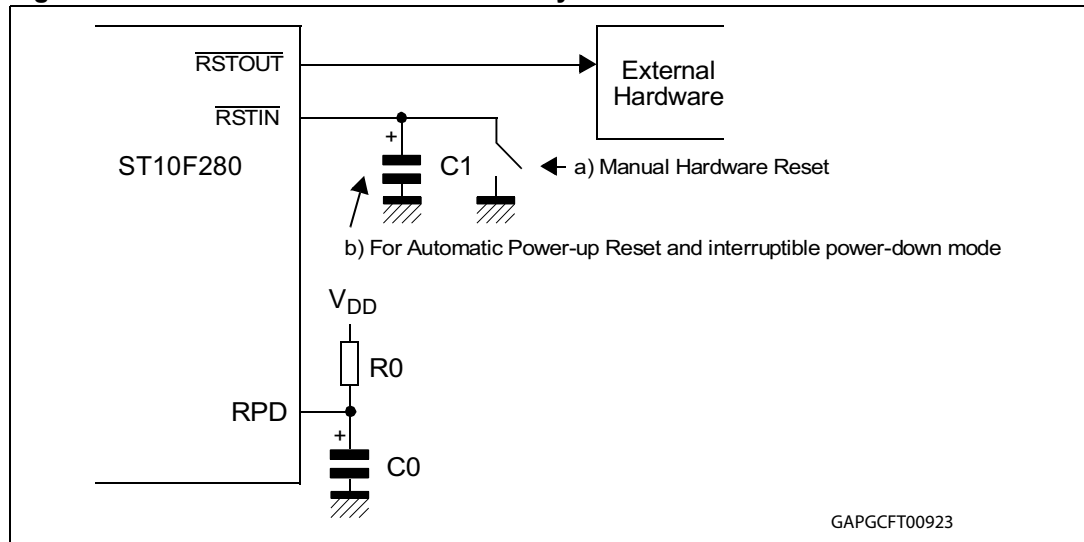 RSTOUT
External
Hardware
RSTIN
+
ST10F280
C1
a) Manual Hardware Reset
b) For Automatic Power-up Reset and interruptible power-down mode
VDD
R0
RPD
+
C0
GAPGCFT00923